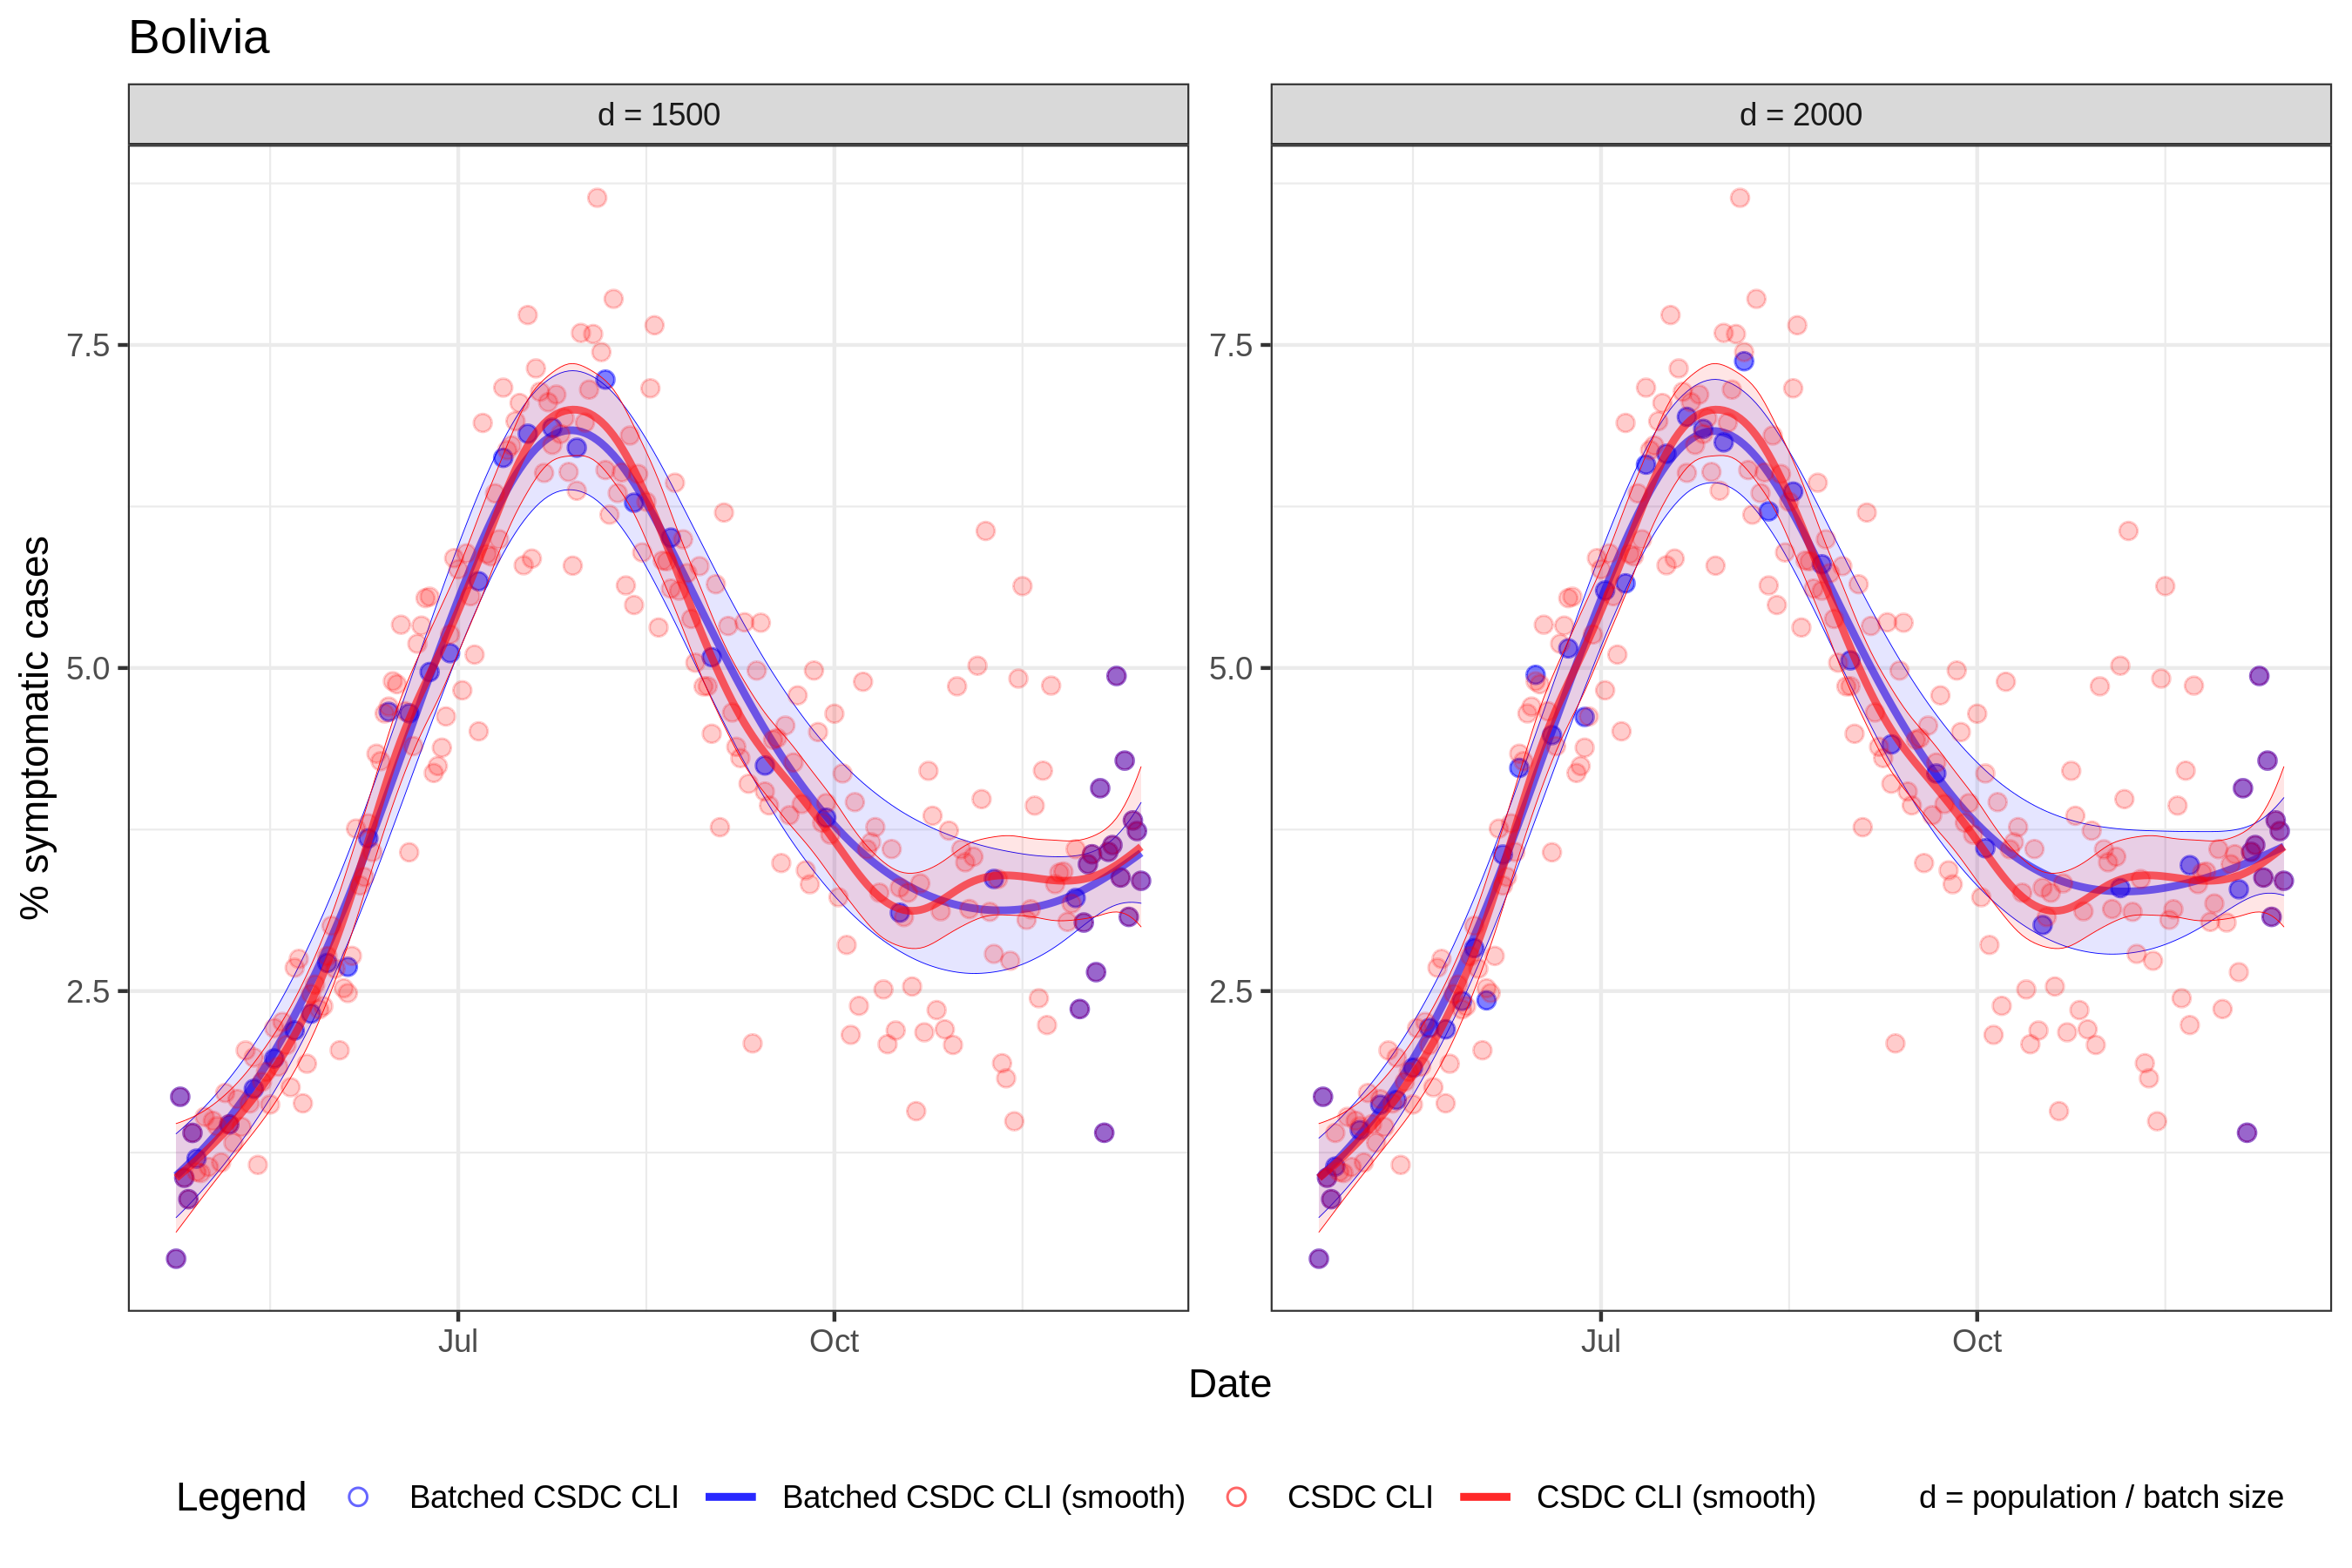 Bolivia
d = 1500
d = 2000
% symptomatic cases
7.5
5.0
2.5
7.5
5.0
2.5
Jul
Oct
Jul
Oct
Date
Legend
Batched CSDC CLI
Batched CSDC CLI (smooth)
CSDC CLI
CSDC CLI (smooth)
d = population / batch size